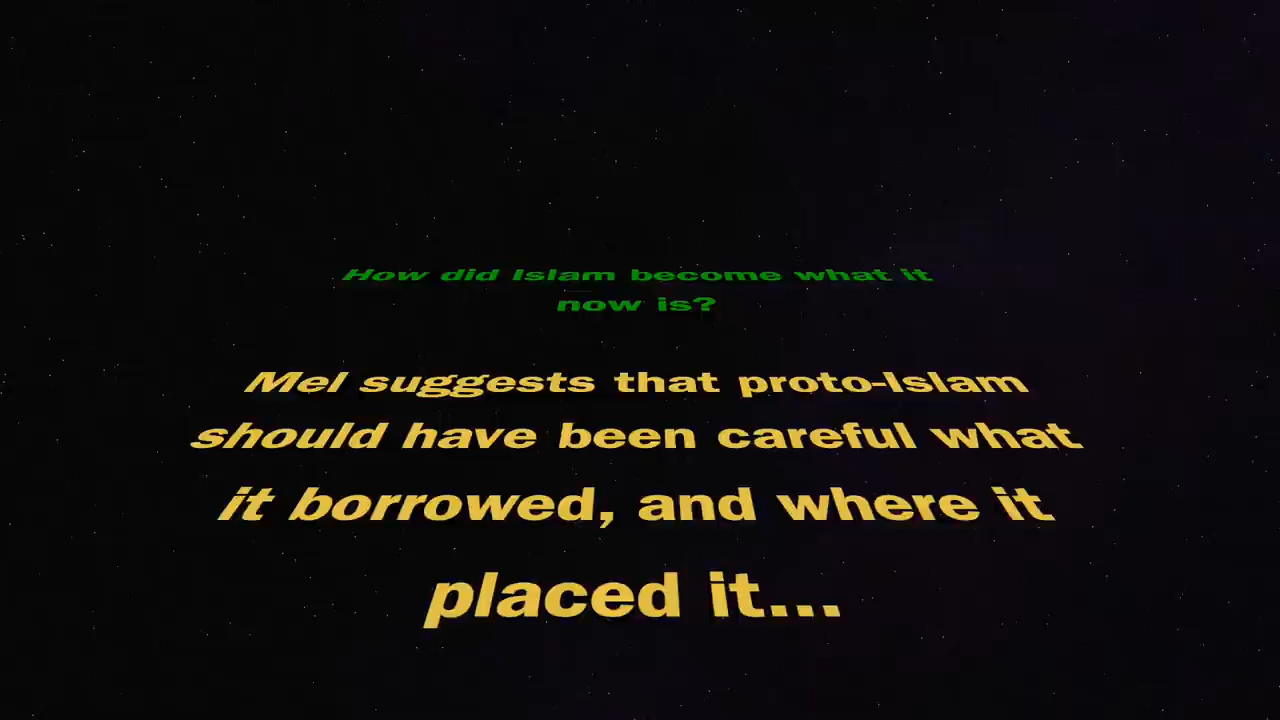 How did Islam become what it
now is?
Mel suggests that proto-Islam
should have been careful what
it borrowed, and where it
placed it...